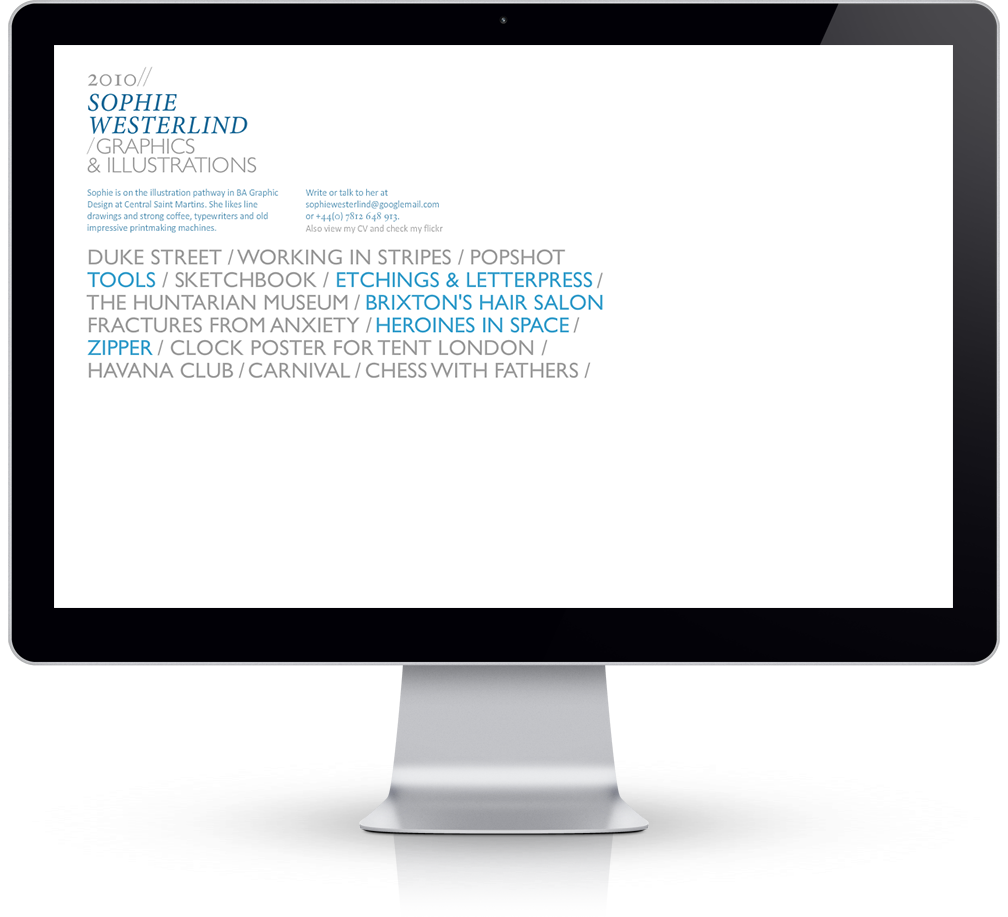 2010//
SOPHIE
WESTERLIND
/GRAPHICS
& ILLUSTRATIONS
Sophie is on the illustration pathway in BA Graphic
Design at Central Saint Martins. She likes line
drawings and strong coffee, typewriters and old
impressive printmaking machines.
Write or talk to her at
sophiewesterlind@googlemail.com
or +44(0) 7812 648 913.
Also view my CV and check my flickr
DUKE STREET / WORKING IN STRIPES / POPSHOT
TOOLS / SKETCHBOOK / ETCHINGS & LETTERPRESS /
THE HUNTARIAN MUSEUM / BRIXTON'S HAIR SALON
FRACTURES FROM ANXIETY / HEROINES IN SPACE /
ZIPPER / CLOCK POSTER FOR TENT LONDON /
HAVANA CLUB / CARNIVAL / CHESS WITH FATHERS /